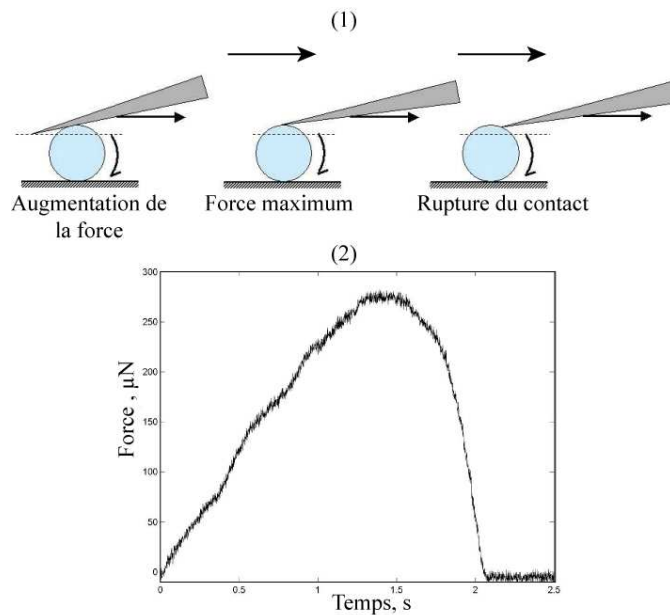 (1)
Augmentation de
la force
Force maximum
Rupture du contact
(2)
300
250
200
150
100
50
0
Force , µN
0
0.5
1
1.5
2
2.5
Temps, s